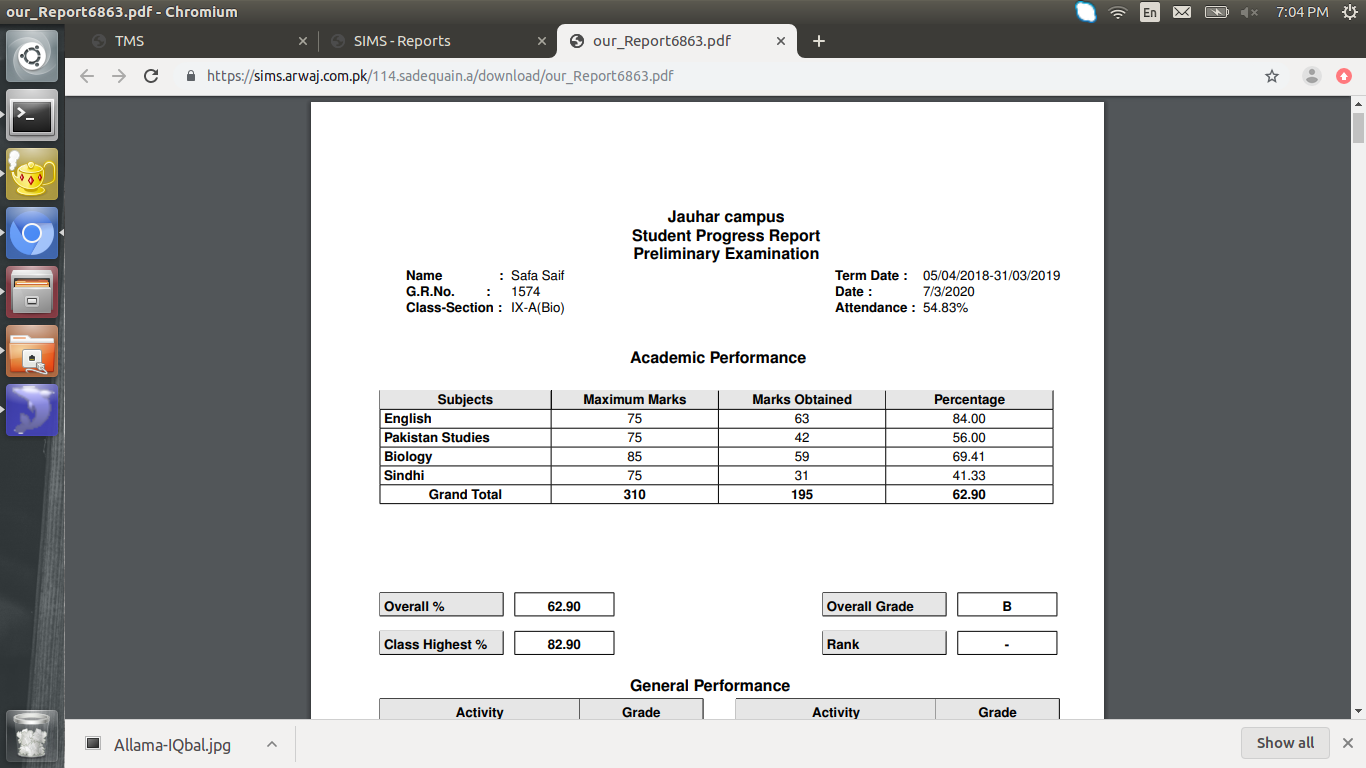 our_Report6863.pdf - Chromium
En
7:04 PM
TMS
SIMS - Reports
our_Report6863.pdf
https://sims.arwaj.com.pk/114.sadequain.a/download/our_Report6863.pdf
Jauhar campus
Student Progress Report
Preliminary Examination
Name : Safa Saif Term Date : 05/04/2018-31/03/2019
G.R.No. : 1574 Date : 7/3/2020
Class-Section : IX-A(Bio) Attendance : 54.83%
Academic Performance
Subjects Maximum Marks Marks Obtained Percentage
English 75 63 84.00
Pakistan Studies 75 42 56.00
Biology 85 59 69.41
Sindhi 75 31 41.33
Grand Total 310 195 62.90
Overall % 62.90 Overall Grade B
Class Highest % 82.90 Rank -
General Performance
Activity Grade Activity Grade
Allama-IQbal.jpg
Show all